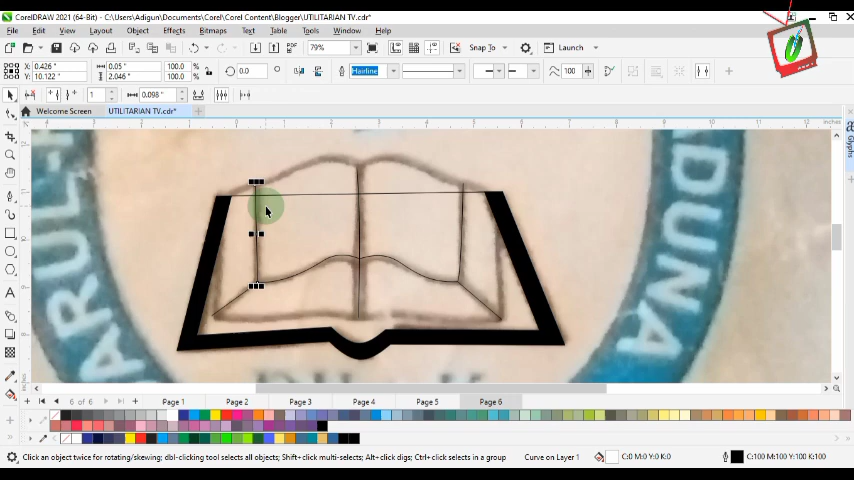 CorelDRAW 2021 (64-Bit) - C:\Users\Adigun\Documents\Corel\Corel Content\Blogger\UTILITARIAN TV.cdr*
File Edit View Layout Object Effects Bitmaps Text Table Tools Window Help
79% PDF Snap To Launch
X: 0.426 " 0.05 " 100.0 % 0.0 ° Hairline 100
Y: 10.122 " 2.046 " 100.0 %
1 0.098 "
Welcome Screen UTILITARIAN TV.cdr*
inches
Glyphs
ARUL-
DUNA
6 of 6 Page 1 Page 2 Page 3 Page 4 Page 5 Page 6
Click an object twice for rotating/skewing; dbl-clicking tool selects all objects; Shift+click multi-selects; Alt+click digs; Ctrl+click selects in a group Curve on Layer 1 C:0 M:0 Y:0 K:0 C:100 M:100 Y:100 K:100